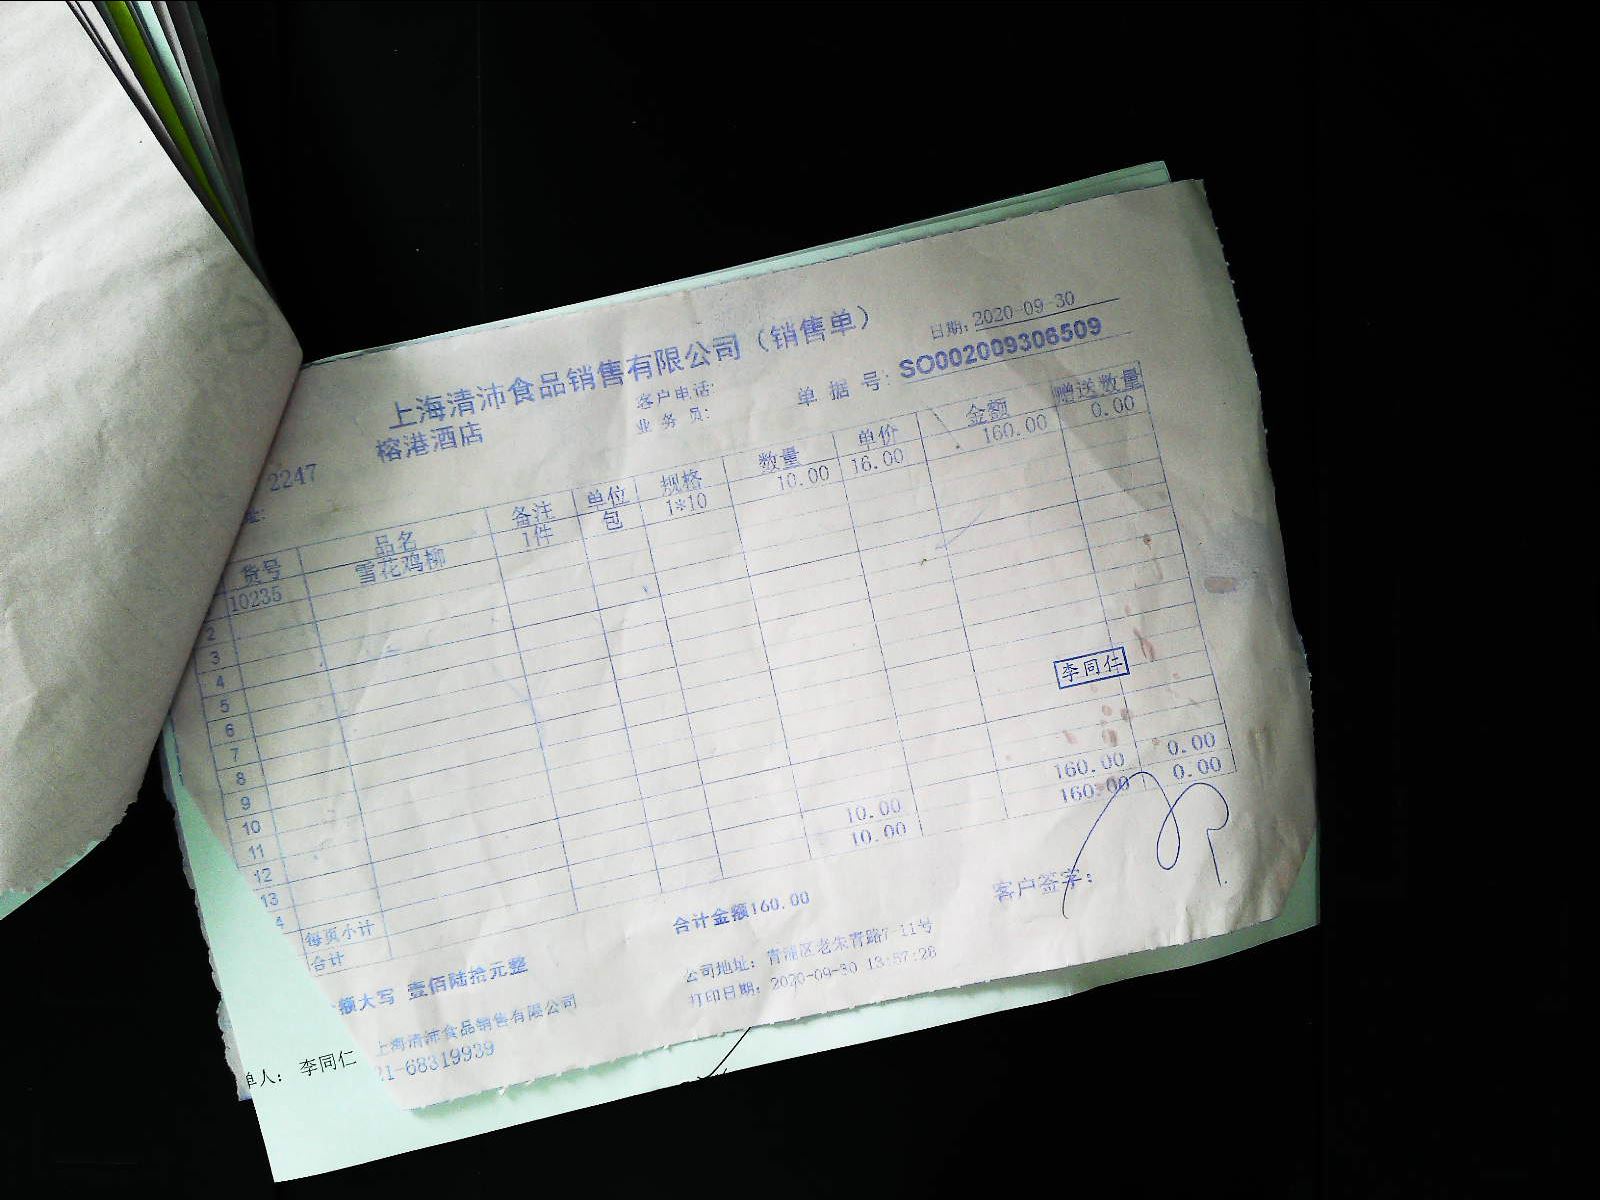 上海清沛食品销售有限公司（销售单）
日期: 2020-09-30
榕港酒店
客户电话:
业务员:
单据号: SO002009306509
2247
址:
货号 品名 备注 单位 规格 数量 单价 金额 赠送数量
10235 雪花鸡柳 1件 包 1*10 10.00 16.00 160.00 0.00
2
3
4
5
6
7
8
9
10
11
12
13
李同仁
每页小计 10.00 160.00 0.00
合计 10.00 160.00 0.00
额大写 壹佰陆拾元整
合计金额160.00
客户签字:
上海清沛食品销售有限公司
公司地址: 青浦区老朱青路7-11号
21-68319939
打印日期: 2020-09-30 13:57:28
单人: 李同仁